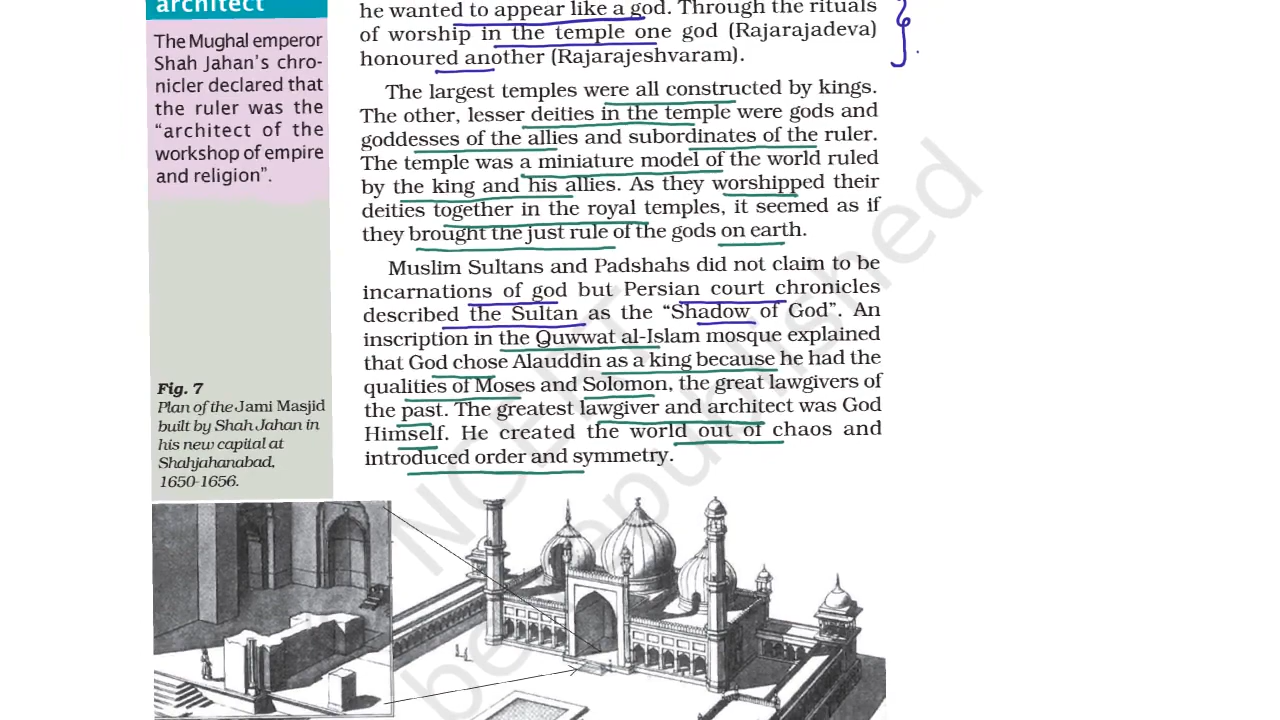 architect
The Mughal emperor
Shah Jahan's chro-
nicler declared that
the ruler was the
"architect of the
workshop of empire
and religion".
he wanted to appear like a god. Through the rituals
of worship in the temple one god (Rajarajadeva)
honoured another (Rajarajeshvaram).
The largest temples were all constructed by kings.
The other, lesser deities in the temple were gods and
goddesses of the allies and subordinates of the ruler.
The temple was a miniature model of the world ruled
by the king and his allies. As they worshipped their
deities together in the royal temples, it seemed as if
they brought the just rule of the gods on earth.
Muslim Sultans and Padshahs did not claim to be
incarnations of god but Persian court chronicles
described the Sultan as the "Shadow of God". An
inscription in the Quwwat al-Islam mosque explained
that God chose Alauddin as a king because he had the
qualities of Moses and Solomon, the great lawgivers of
the past. The greatest lawgiver and architect was God
Himself. He created the world out of chaos and
introduced order and symmetry.
Fig. 7
Plan of the Jami Masjid
built by Shah Jahan in
his new capital at
Shahjahanabad,
1650-1656.
republished